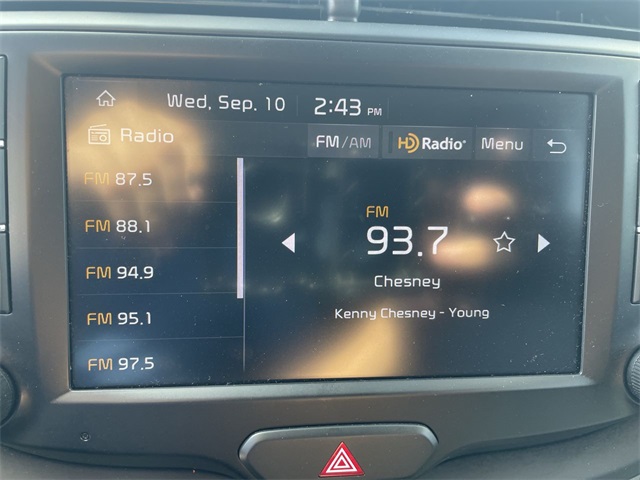 Wed, Sep. 10 2:43 PM
Radio FM/AM HD Radio® Menu
FM 87.5
FM 88.1
FM 94.9
FM 95.1
FM 97.5
FM
93.7
Chesney
Kenny Chesney - Young